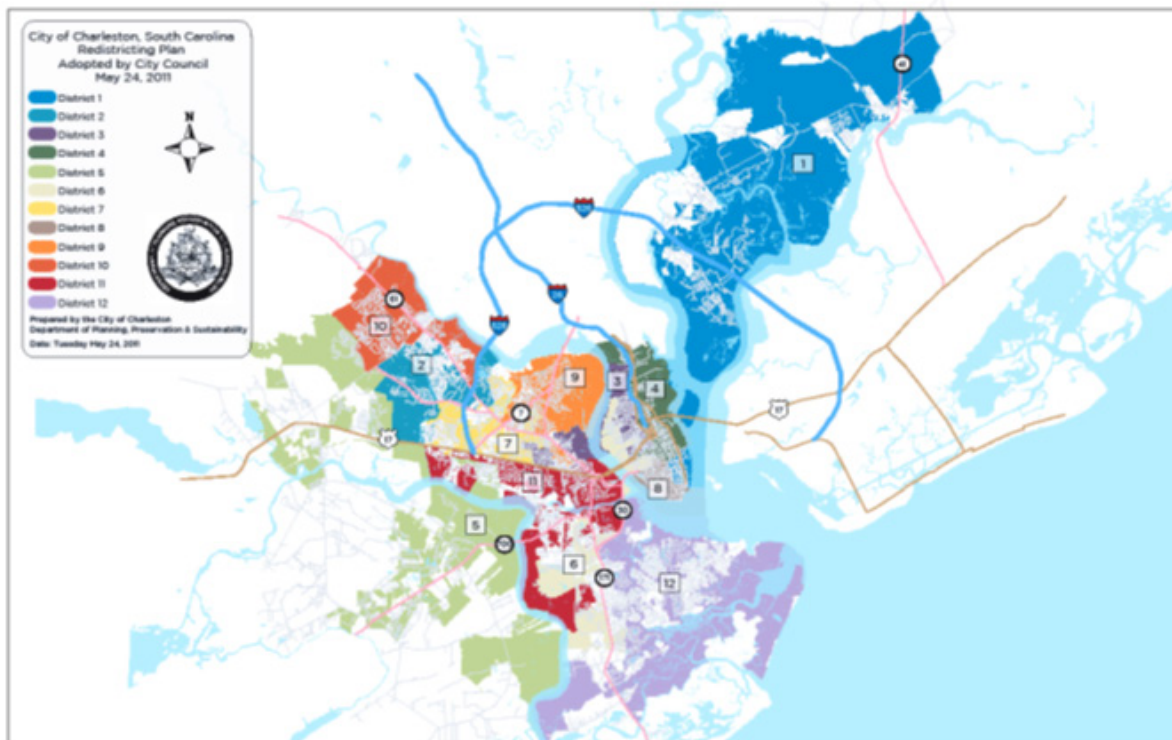 City of Charleston, South Carolina
Redistricting Plan
Adopted by City Council
May 24, 2011
District 1
District 2
District 3
District 4
District 5
District 6
District 7
District 8
District 9
District 10
District 11
District 12
N
Prepared by the City of Charleston
Department of Planning, Preservation & Sustainability
Date: Tuesday May 24, 2011
41
1
526
26
61
526
10
2
9
3
4
7
17
7
17
11
8
5
30
6
12